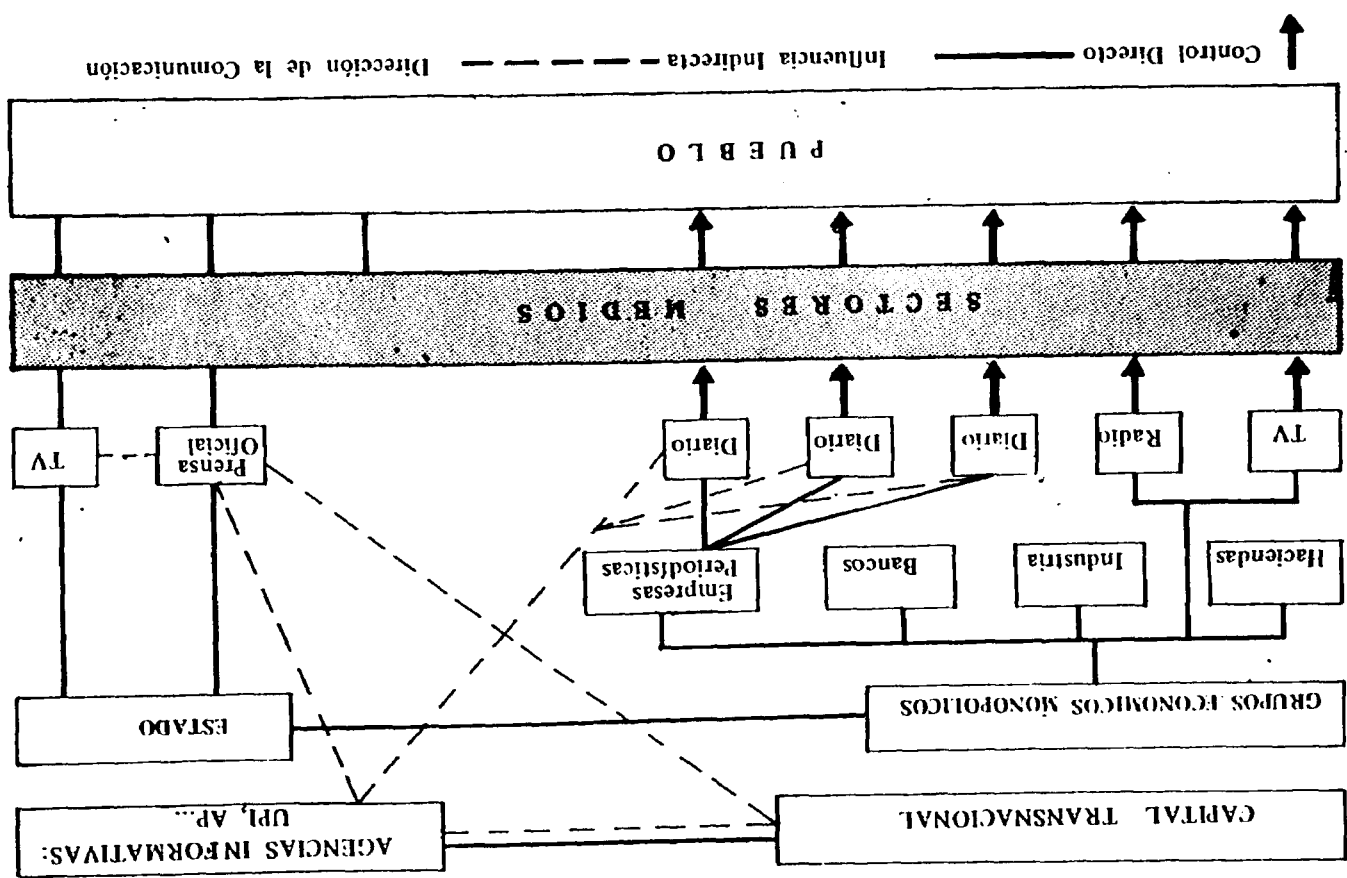 CAPITAL TRANSNACIONAL
AGENCIAS INFORMATIVAS:
UPI, AP...
GRUPOS ECONOMICOS MONOPOLICOS
ESTADO
Haciendas
Industria
Bancos
Empresas
Periodísticas
TV
Radio
Diario
Diario
Diario
Prensa
Oficial
TV
SECTORES MEDIOS
PUEBLO
Control Directo
Influencia Indirecta
Dirección de la Comunicación